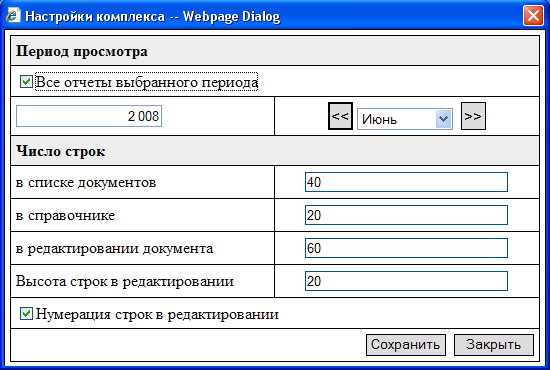 Настройки комплекса -- Webpage Dialog
Период просмотра
Все отчеты выбранного периода
2 008 << Июнь >>
Число строк
в списке документов 40
в справочнике 20
в редактировании документа 60
Высота строк в редактировании 20
Нумерация строк в редактировании
Сохранить Закрыть